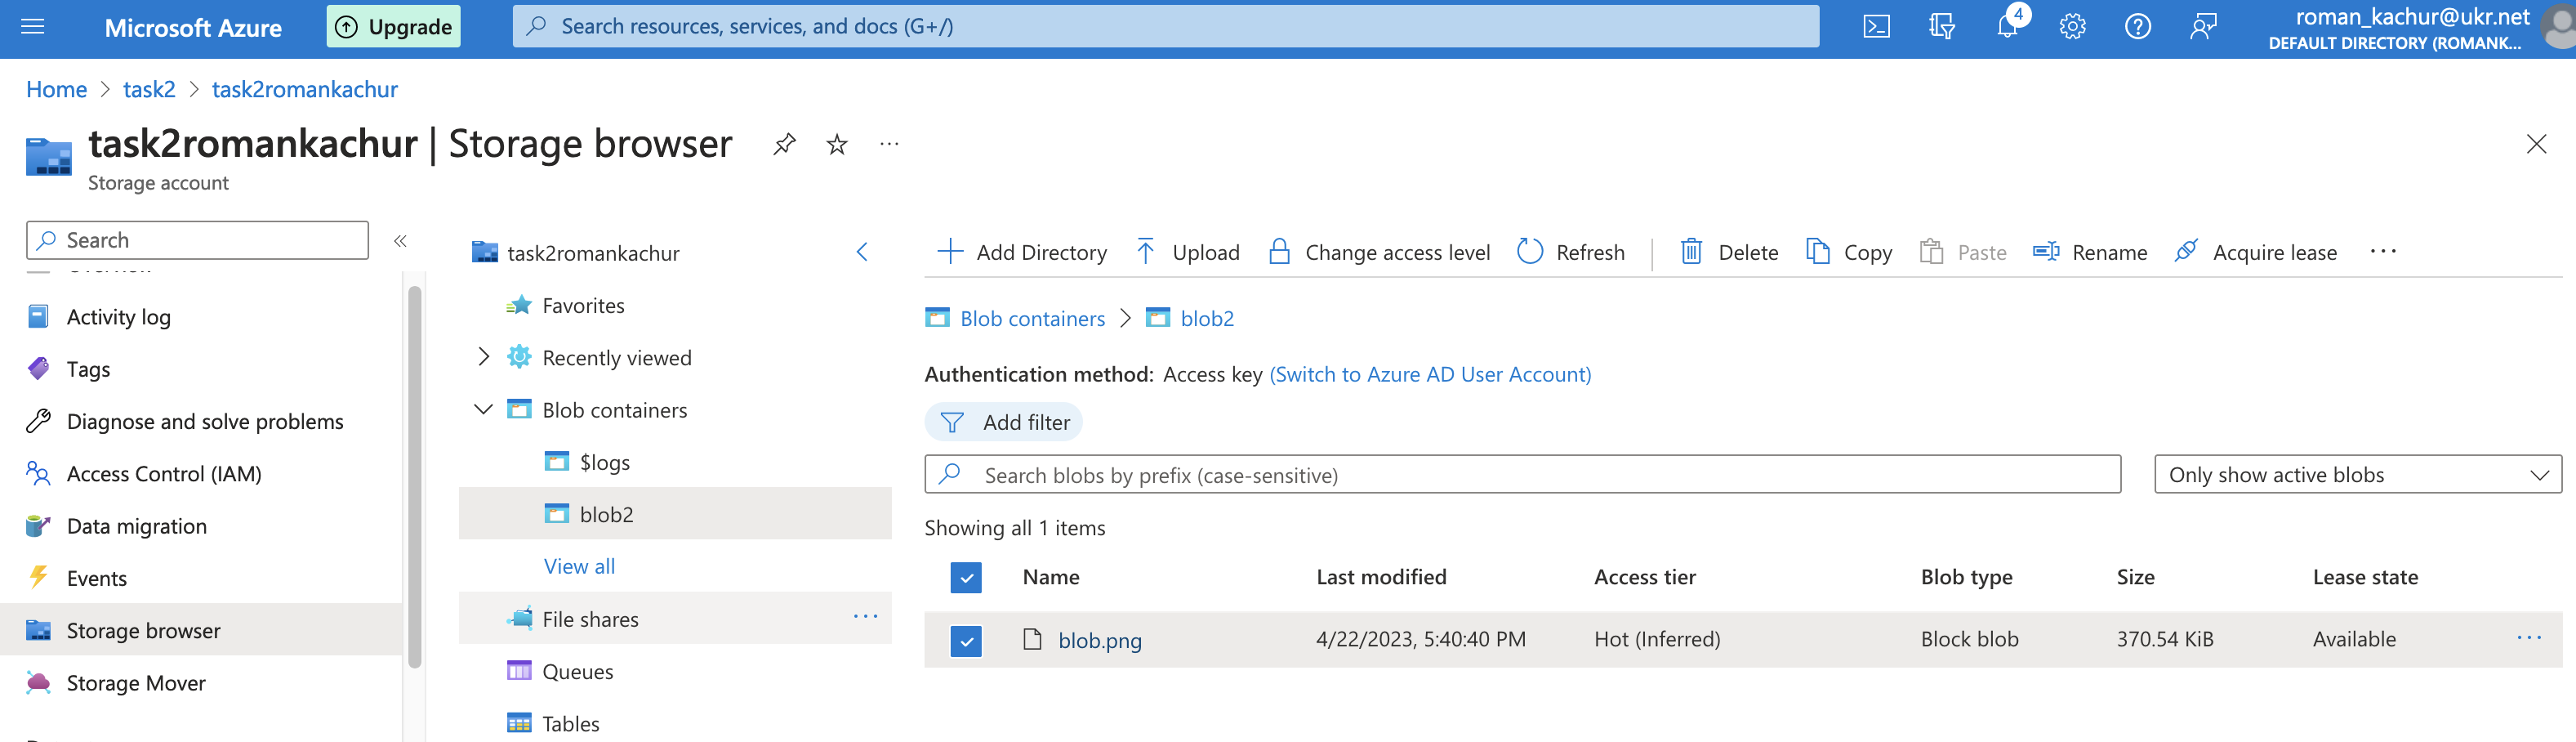 Microsoft Azure
Upgrade
Search resources, services, and docs (G+/)
4
roman_kachur@ukr.net
DEFAULT DIRECTORY (ROMANK...
Home > task2 > task2romankachur
task2romankachur | Storage browser
Storage account
Search
Activity log
Tags
Diagnose and solve problems
Access Control (IAM)
Data migration
Events
Storage browser
Storage Mover
task2romankachur
Favorites
Recently viewed
Blob containers
$logs
blob2
View all
File shares
Queues
Tables
Add Directory Upload Change access level Refresh Delete Copy Paste Rename Acquire lease
Blob containers > blob2
Authentication method: Access key (Switch to Azure AD User Account)
Add filter
Search blobs by prefix (case-sensitive)
Only show active blobs
Showing all 1 items
Name Last modified Access tier Blob type Size Lease state
blob.png 4/22/2023, 5:40:40 PM Hot (Inferred) Block blob 370.54 KiB Available